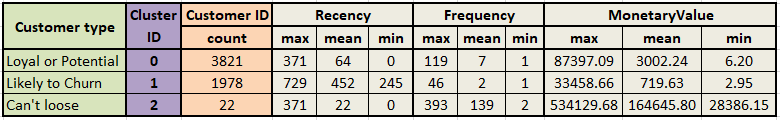 Customer type Cluster ID Customer ID Recency Frequency MonetaryValue
count max mean min max mean min max mean min
Loyal or Potential 0 3821 371 64 0 119 7 1 87397.09 3002.24 6.20
Likely to Churn 1 1978 729 452 245 46 2 1 33458.66 719.63 2.95
Can't loose 2 22 371 22 0 393 139 2 534129.68 164645.80 28386.15